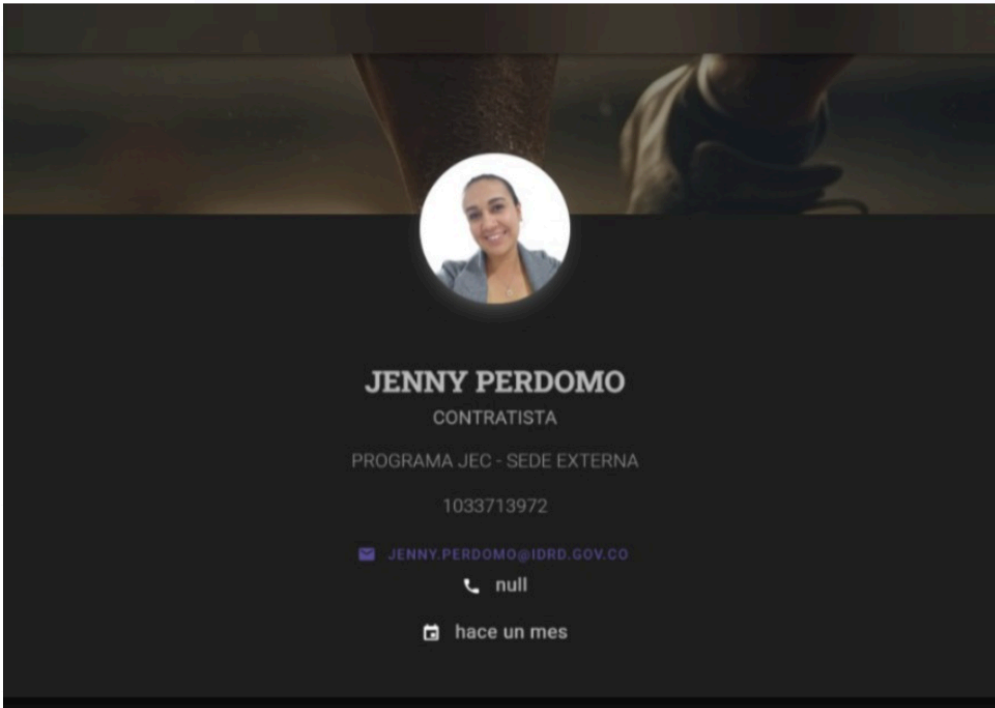 JENNY PERDOMO
CONTRATISTA
PROGRAMA JEC - SEDE EXTERNA
1033713972
JENNY.PERDOMO@IDRD.GOV.CO
null
hace un mes